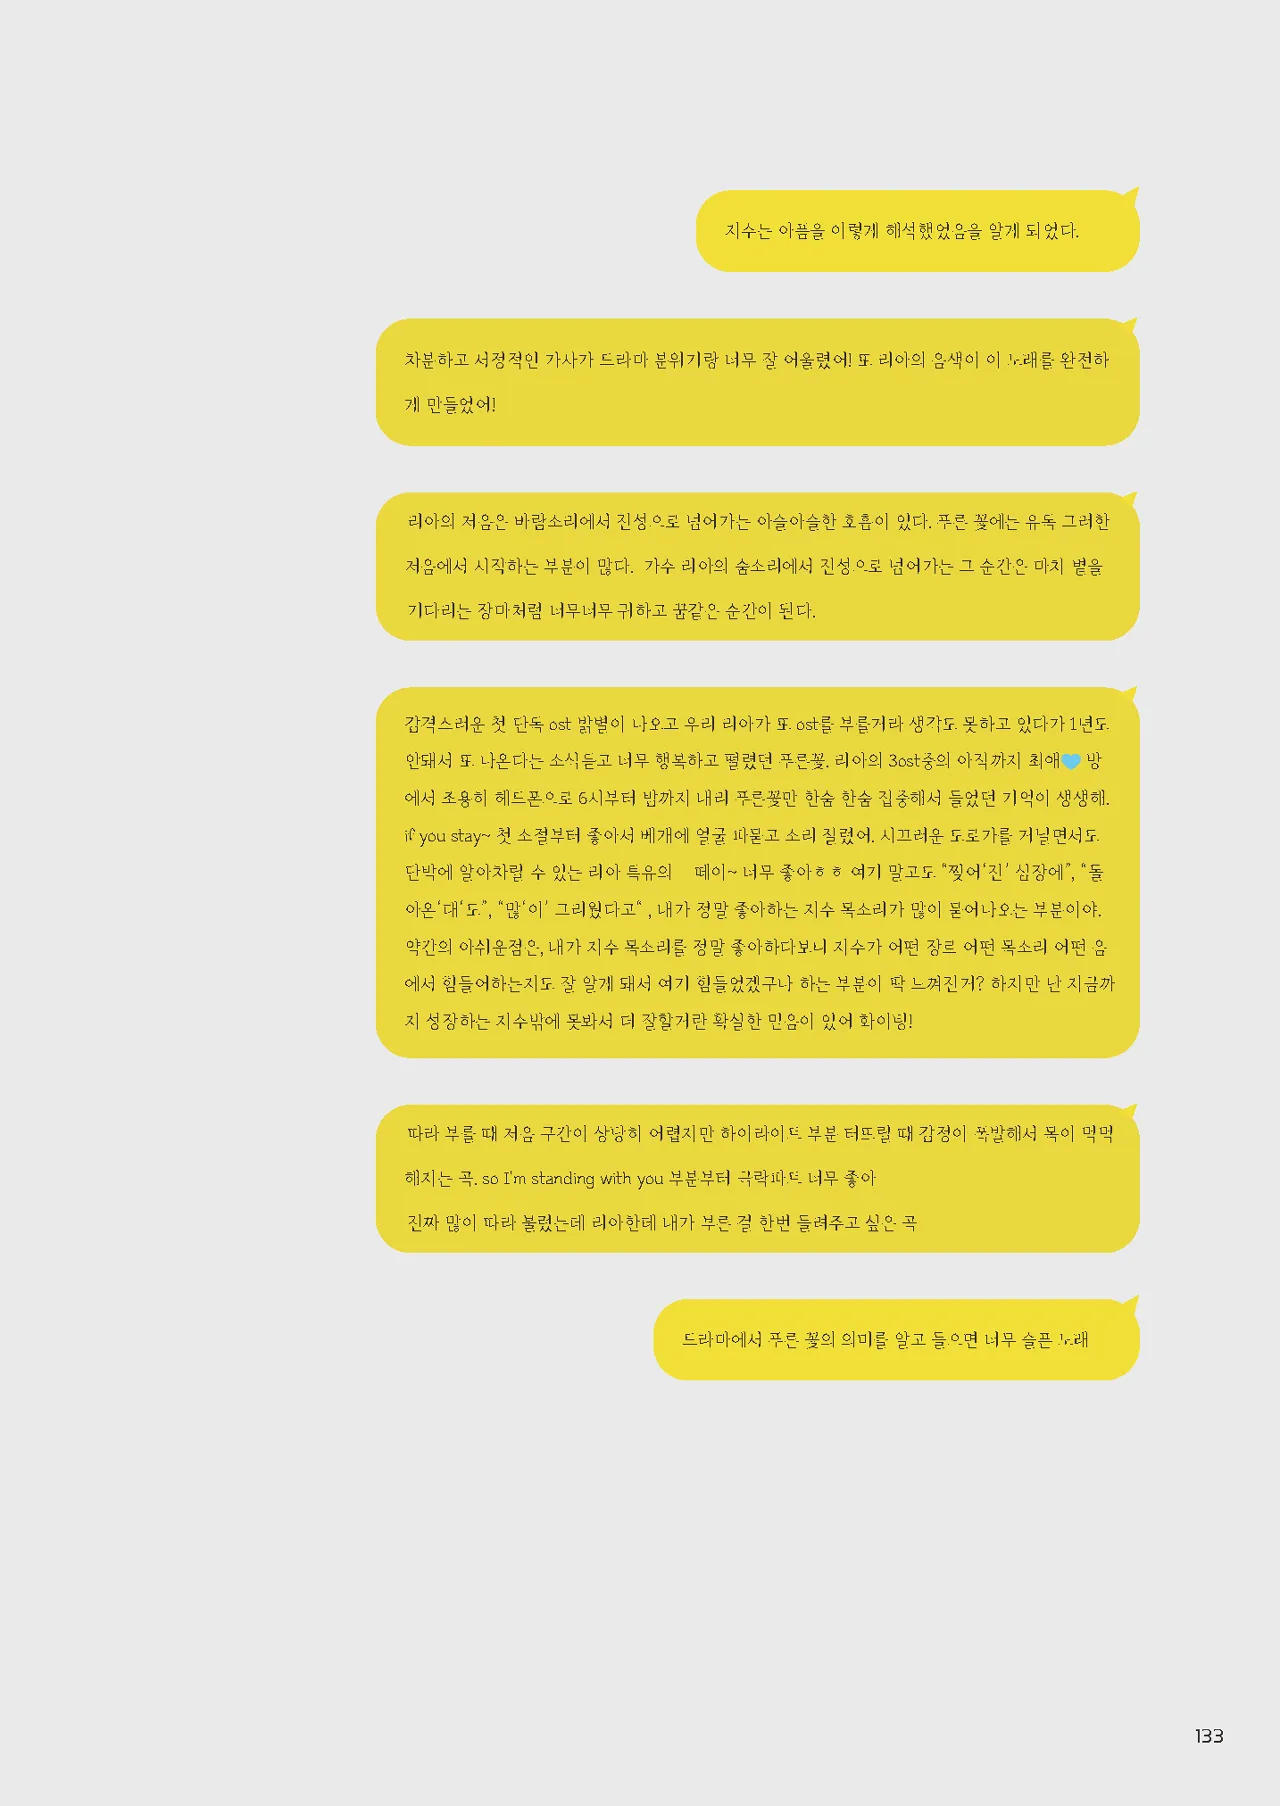 지수는 아픔을 이렇게 해석했었음을 알게 되었다.
차분하고 서정적인 가사가 드라마 분위기랑 너무 잘 어울렸어! 또 리아의 음색이 이 노래를 완전하
게 만들었어!
리아의 저음은 바람소리에서 진성으로 넘어가는 아슬아슬한 호흡이 있다. 푸른 꽃에는 유독 그러한
저음에서 시작하는 부분이 많다. 가수 리아의 숨소리에서 진성으로 넘어가는 그 순간은 마치 볕을
기다리는 장마처럼 너무너무 귀하고 꿈같은 순간이 된다.
감격스러운 첫 단독 ost 밝별이 나오고 우리 리아가 또 ost를 부를거라 생각도 못하고 있다가 1년도
안돼서 또 나온다는 소식듣고 너무 행복하고 떨렸던 푸른꽃. 리아의 3ost중의 아직까지 최애🩵 방
에서 조용히 헤드폰으로 6시부터 밤까지 내리 푸른꽃만 한숨 한숨 집중해서 들었던 기억이 생생해.
if you stay~ 첫 소절부터 좋아서 베개에 얼굴 파묻고 소리 질렀어. 시끄러운 도로가를 거닐면서도
단박에 알아차릴 수 있는 리아 특유의 떼이~ 너무 좋아ㅎㅎ 여기 말고도 “찢어‘진’ 심장에”, “돌
아온‘대‘도”, “많‘이’ 그리웠다고“ , 내가 정말 좋아하는 지수 목소리가 많이 묻어나오는 부분이야.
약간의 아쉬운점은, 내가 지수 목소리를 정말 좋아하다보니 지수가 어떤 장르 어떤 목소리 어떤 음
에서 힘들어하는지도 잘 알게 돼서 여기 힘들었겠구나 하는 부분이 딱 느껴진거? 하지만 난 지금까
지 성장하는 지수밖에 못봐서 더 잘할거란 확실한 믿음이 있어 화이팅!
따라 부를 때 저음 구간이 상당히 어렵지만 하이라이트 부분 터뜨릴 때 감정이 폭발해서 목이 먹먹
해지는 곡. so I'm standing with you 부분부터 극락파트 너무 좋아
진짜 많이 따라 불렀는데 리아한테 내가 부른 걸 한번 들려주고 싶은 곡
드라마에서 푸른 꽃의 의미를 알고 들으면 너무 슬픈 노래
133